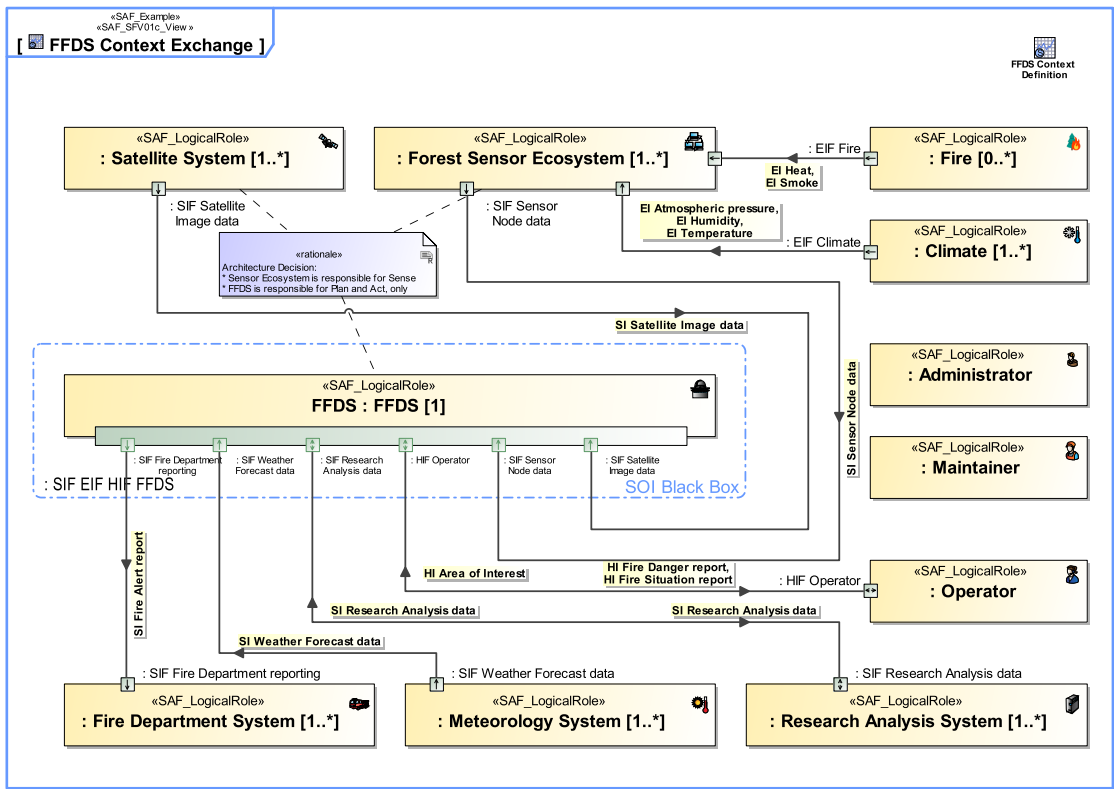 «SAF_Example»
«SAF_SFV01c_View »
[ FFDS Context Exchange ]
FFDS Context
Definition
«SAF_LogicalRole»
: Satellite System [1..*]
«SAF_LogicalRole»
: Forest Sensor Ecosystem [1..*]
«SAF_LogicalRole»
: Fire [0..*]
: EIF Fire
EI Heat,
EI Smoke
: SIF Satellite
Image data
: SIF Sensor
Node data
EI Atmospheric pressure,
EI Humidity,
EI Temperature
: EIF Climate
«SAF_LogicalRole»
: Climate [1..*]
«rationale»
Architecture Decision:
* Sensor Ecosystem is responsible for Sense
* FFDS is responsible for Plan and Act, only
SI Satellite Image data
SI Sensor Node data
«SAF_LogicalRole»
: Administrator
«SAF_LogicalRole»
FFDS : FFDS [1]
«SAF_LogicalRole»
: Maintainer
: SIF Fire Department
reporting
: SIF Weather
Forecast data
: SIF Research
Analysis data
: HIF Operator
: SIF Sensor
Node data
: SIF Satellite
Image data
: SIF EIF HIF FFDS
SOI Black Box
SI Fire Alert report
HI Area of Interest
HI Fire Danger report,
HI Fire Situation report
: HIF Operator
«SAF_LogicalRole»
: Operator
SI Research Analysis data
SI Research Analysis data
SI Weather Forecast data
: SIF Fire Department reporting
: SIF Weather Forecast data
: SIF Research Analysis data
«SAF_LogicalRole»
: Fire Department System [1..*]
«SAF_LogicalRole»
: Meteorology System [1..*]
«SAF_LogicalRole»
: Research Analysis System [1..*]